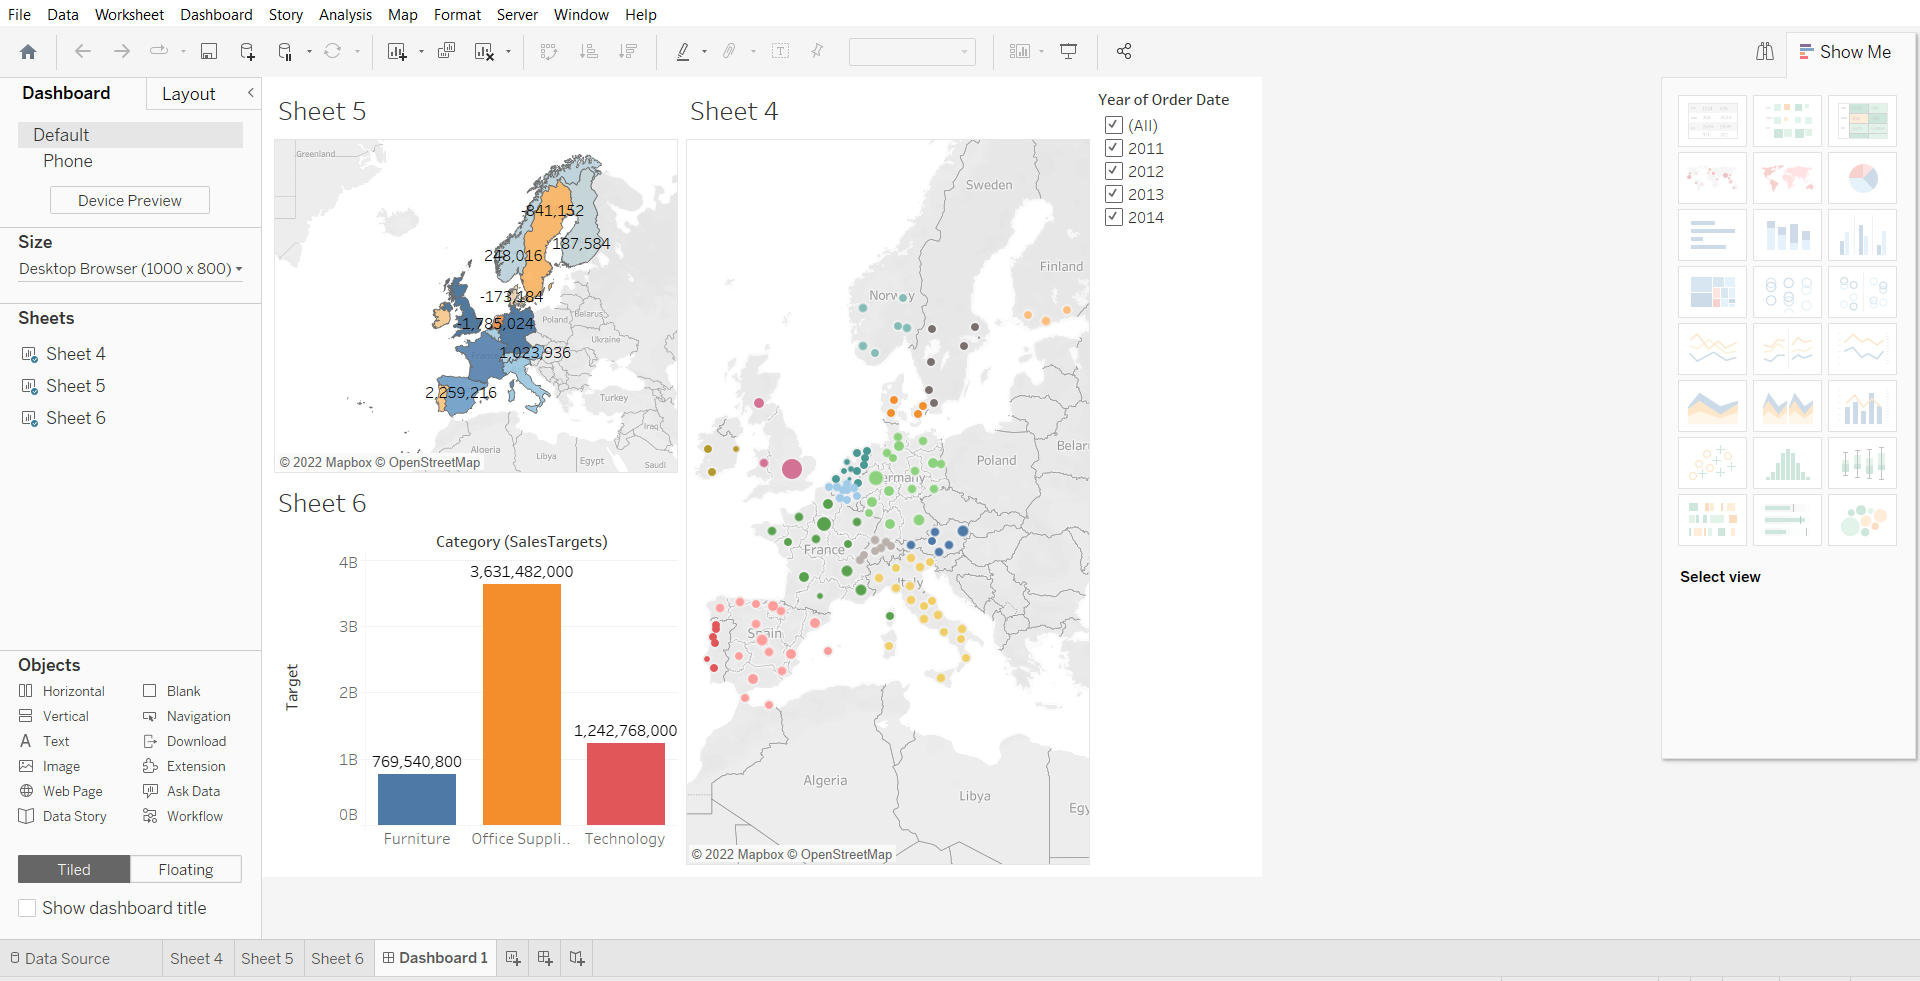 File Data Worksheet Dashboard Story Analysis Map Format Server Window Help
Show Me
Dashboard Layout
Default
Phone
Device Preview
Size
Desktop Browser (1000 x 800)
Sheets
Sheet 4
Sheet 5
Sheet 6
Objects
Horizontal Blank
Vertical Navigation
Text Download
Image Extension
Web Page Ask Data
Data Story Workflow
Tiled Floating
Show dashboard title
Sheet 5
Greenland
-841,152
187,584
248,016
-173,184
-1,785,024
Poland
Belarus
Ukraine
France
1,023,936
2,259,216
Turkey
Algeria
Libya
Egypt
Iraq
Saudi
© 2022 Mapbox © OpenStreetMap
Sheet 6
Category (SalesTargets)
Target
4B
3B
2B
1B
0B
3,631,482,000
1,242,768,000
769,540,800
Furniture Office Suppli.. Technology
Sheet 4
Sweden
Finland
Norway
Belar
Poland
ermany
France
Italy
Spain
Algeria
Libya
Egy
© 2022 Mapbox © OpenStreetMap
Year of Order Date
(All)
2011
2012
2013
2014
Select view
Data Source Sheet 4 Sheet 5 Sheet 6 Dashboard 1